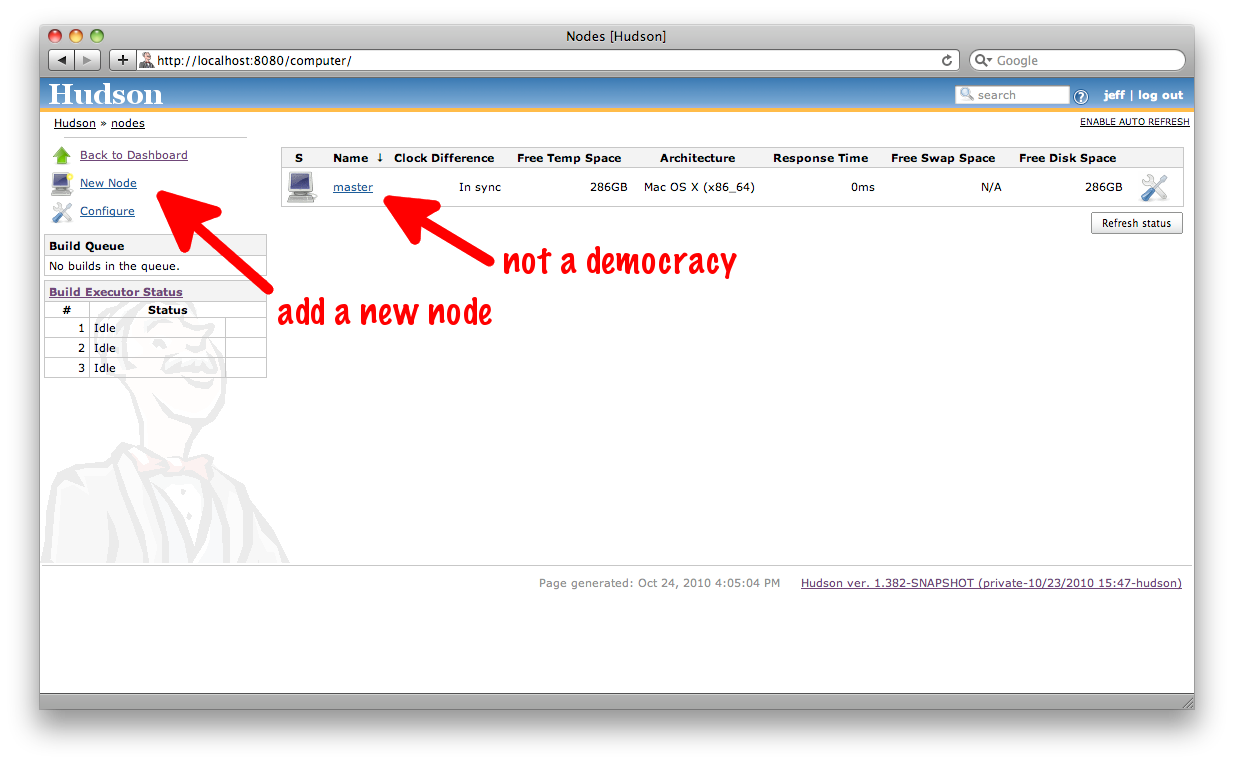 Nodes [Hudson]
http://localhost:8080/computer/
Google
Hudson
search
jeff | log out
Hudson » nodes
ENABLE AUTO REFRESH
Back to Dashboard
New Node
Configure
S Name ↓ Clock Difference Free Temp Space Architecture Response Time Free Swap Space Free Disk Space
master In sync 286GB Mac OS X (x86_64) 0ms N/A 286GB
Refresh status
Build Queue
No builds in the queue.
Build Executor Status
# Status
1 Idle
2 Idle
3 Idle
not a democracy
add a new node
Page generated: Oct 24, 2010 4:05:04 PM Hudson ver. 1.382-SNAPSHOT (private-10/23/2010 15:47-hudson)